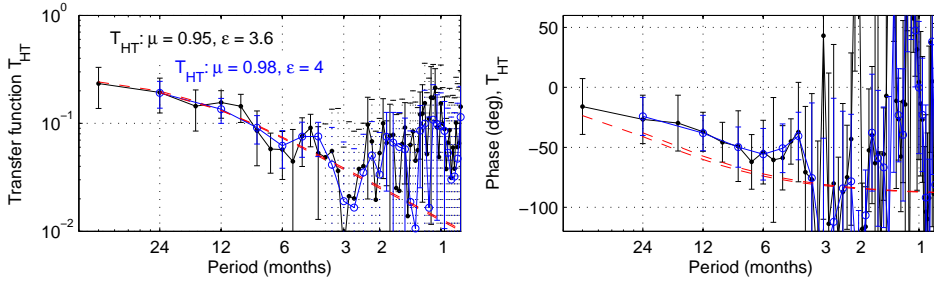 10^0
T_HT: μ = 0.95, ε = 3.6
T_HT: μ = 0.98, ε = 4
10^-1
10^-2
Transfer function T_HT
24 12 6 3 2 1
Period (months)
50
0
−50
−100
Phase (deg), T_HT
24 12 6 3 2 1
Period (months)